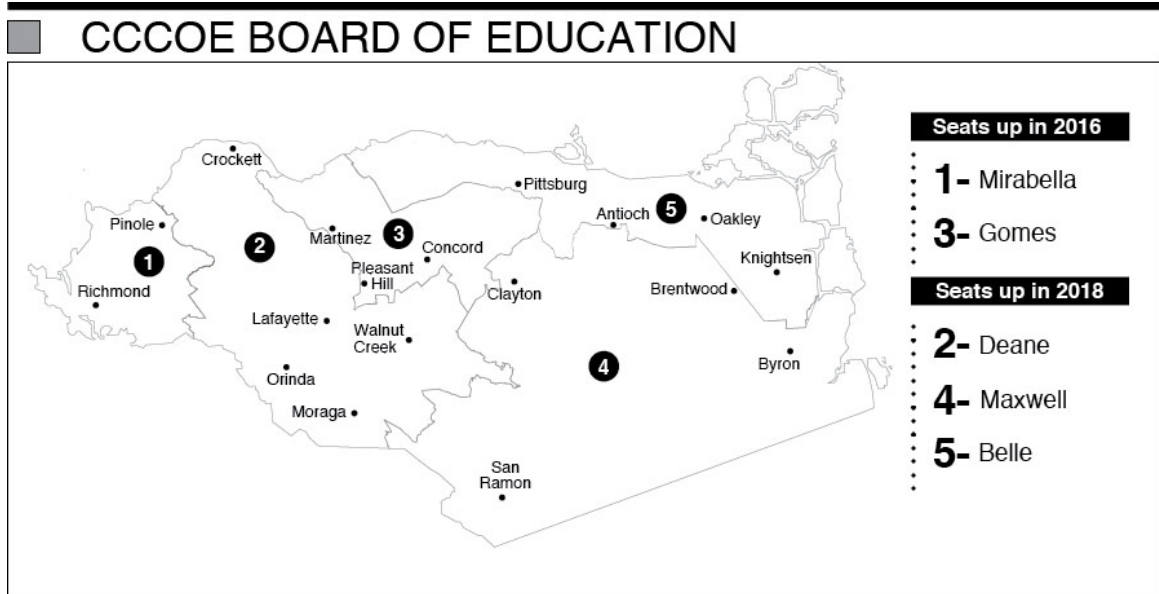 CCCOE BOARD OF EDUCATION
Crockett
Pinole
1
Richmond
2
Martinez
3
Concord
Pleasant
Hill
Lafayette
Walnut
Creek
Orinda
Moraga
Pittsburg
Antioch
5
Oakley
Clayton
Knightsen
Brentwood
4
Byron
San
Ramon
Seats up in 2016
1- Mirabella
3- Gomes
Seats up in 2018
2- Deane
4- Maxwell
5- Belle